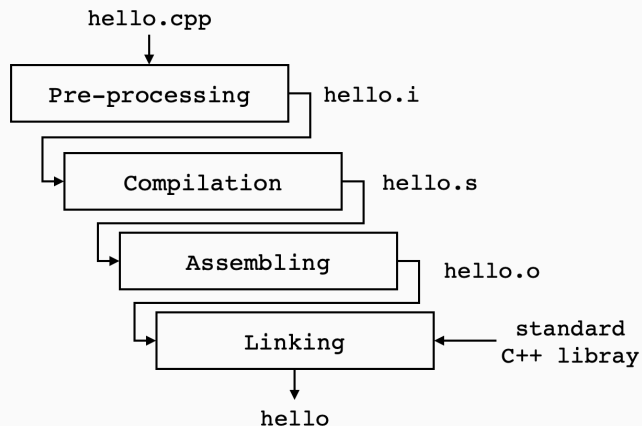 hello.cpp
Pre-processing
hello.i
Compilation
hello.s
Assembling
hello.o
Linking
standard
C++ libray
hello